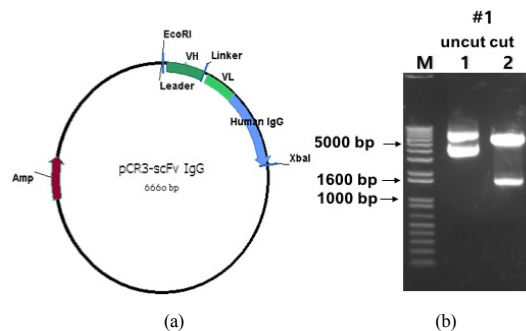 EcoRI
VH
Linker
VL
Leader
Human IgG
XbaI
Amp
pCR3-scFv IgG
6660 bp
(a)
#1
uncut cut
M 1 2
5000 bp
1600 bp
1000 bp
(b)